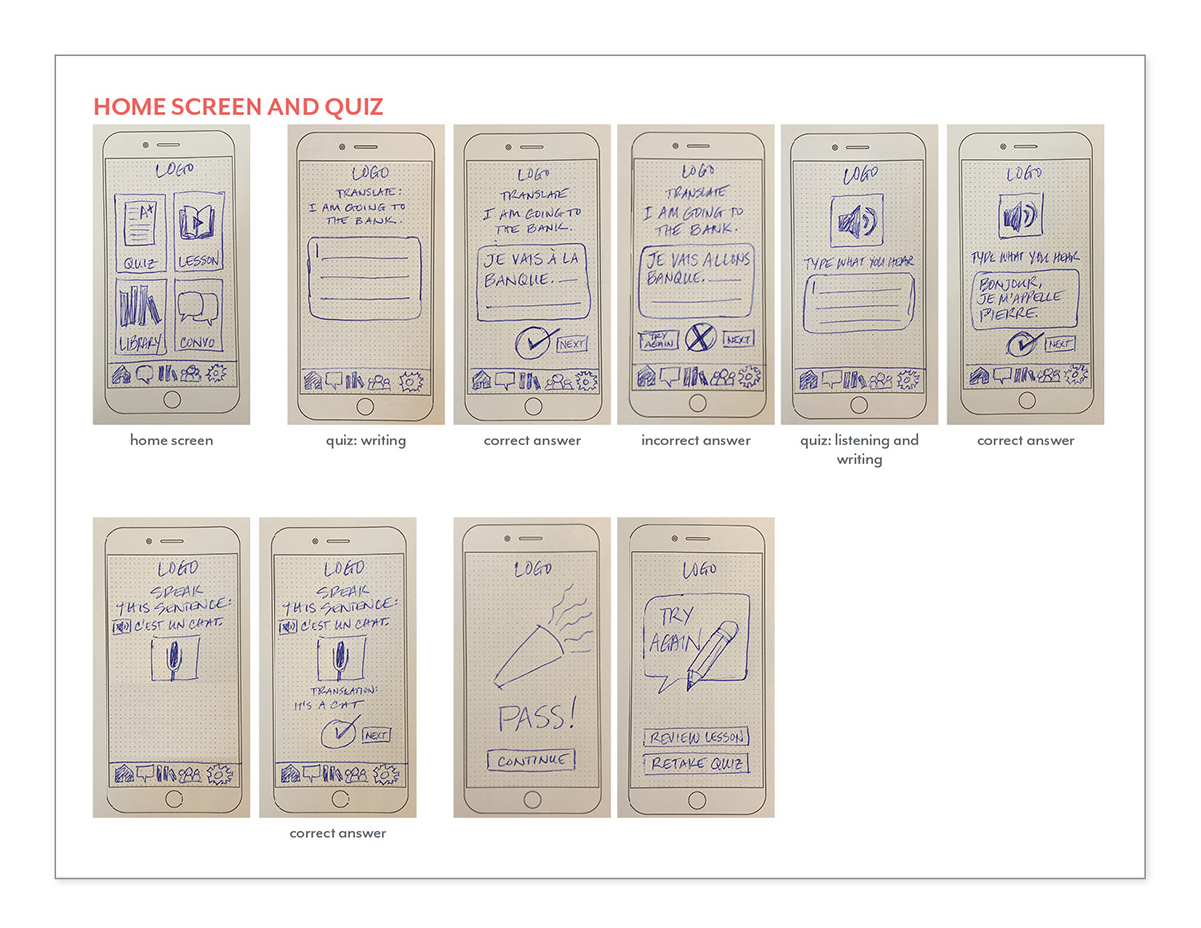 HOME SCREEN AND QUIZ
LOGO
A+
QUIZ
LESSON
LIBRARY
CONVO
home screen
LOGO
TRANSLATE:
I AM GOING TO
THE BANK.
quiz: writing
LOGO
TRANSLATE
I AM GOING TO
THE BANK.
JE VAIS À LA
BANQUE.
NEXT
correct answer
LOGO
TRANSLATE
I AM GOING TO
THE BANK.
JE VAIS ALLONS
BANQUE.
TRY
AGAIN
NEXT
incorrect answer
LOGO
TYPE WHAT YOU HEAR
quiz: listening and
writing
LOGO
TYPE WHAT YOU HEAR
BONJOUR,
JE M'APPELLE
PIERRE.
NEXT
correct answer
LOGO
SPEAK
THIS SENTENCE:
C'EST UN CHAT.
LOGO
SPEAK
THIS SENTENCE:
C'EST UN CHAT.
TRANSLATION:
IT'S A CAT
NEXT
correct answer
LOGO
PASS!
CONTINUE
LOGO
TRY
AGAIN
REVIEW LESSON
RETAKE QUIZ